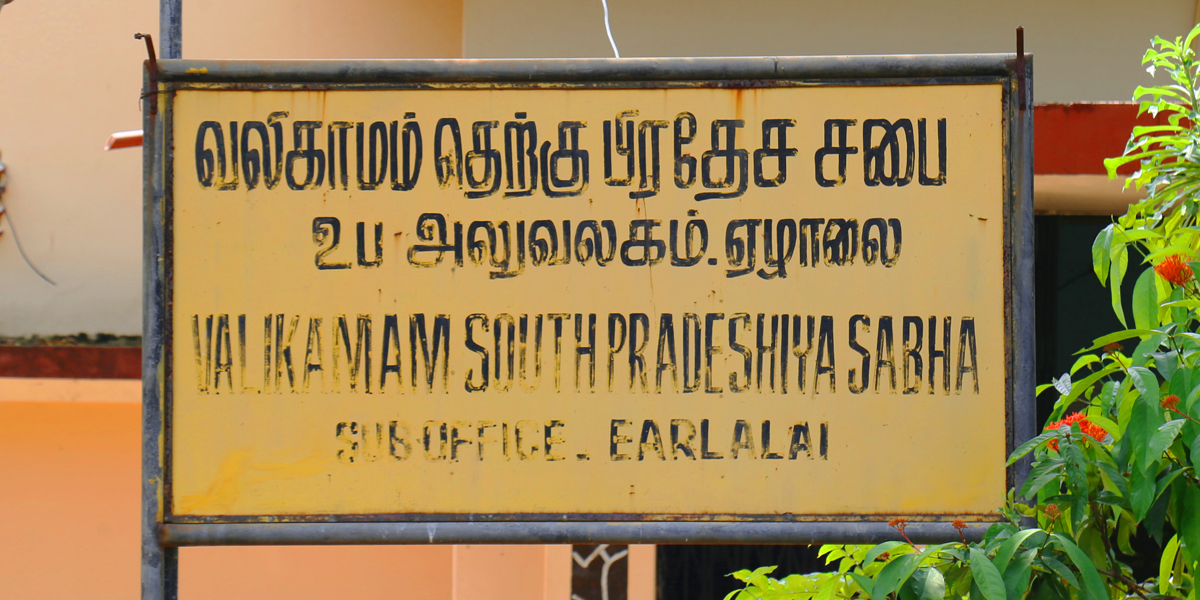 வலிகாமம் தெற்கு பிரதேச சபை
உப அலுவலகம். ஏழாலை
VALIKAMAM SOUTH PRADESHIYA SABHA
SUB OFFICE. EARLALAI